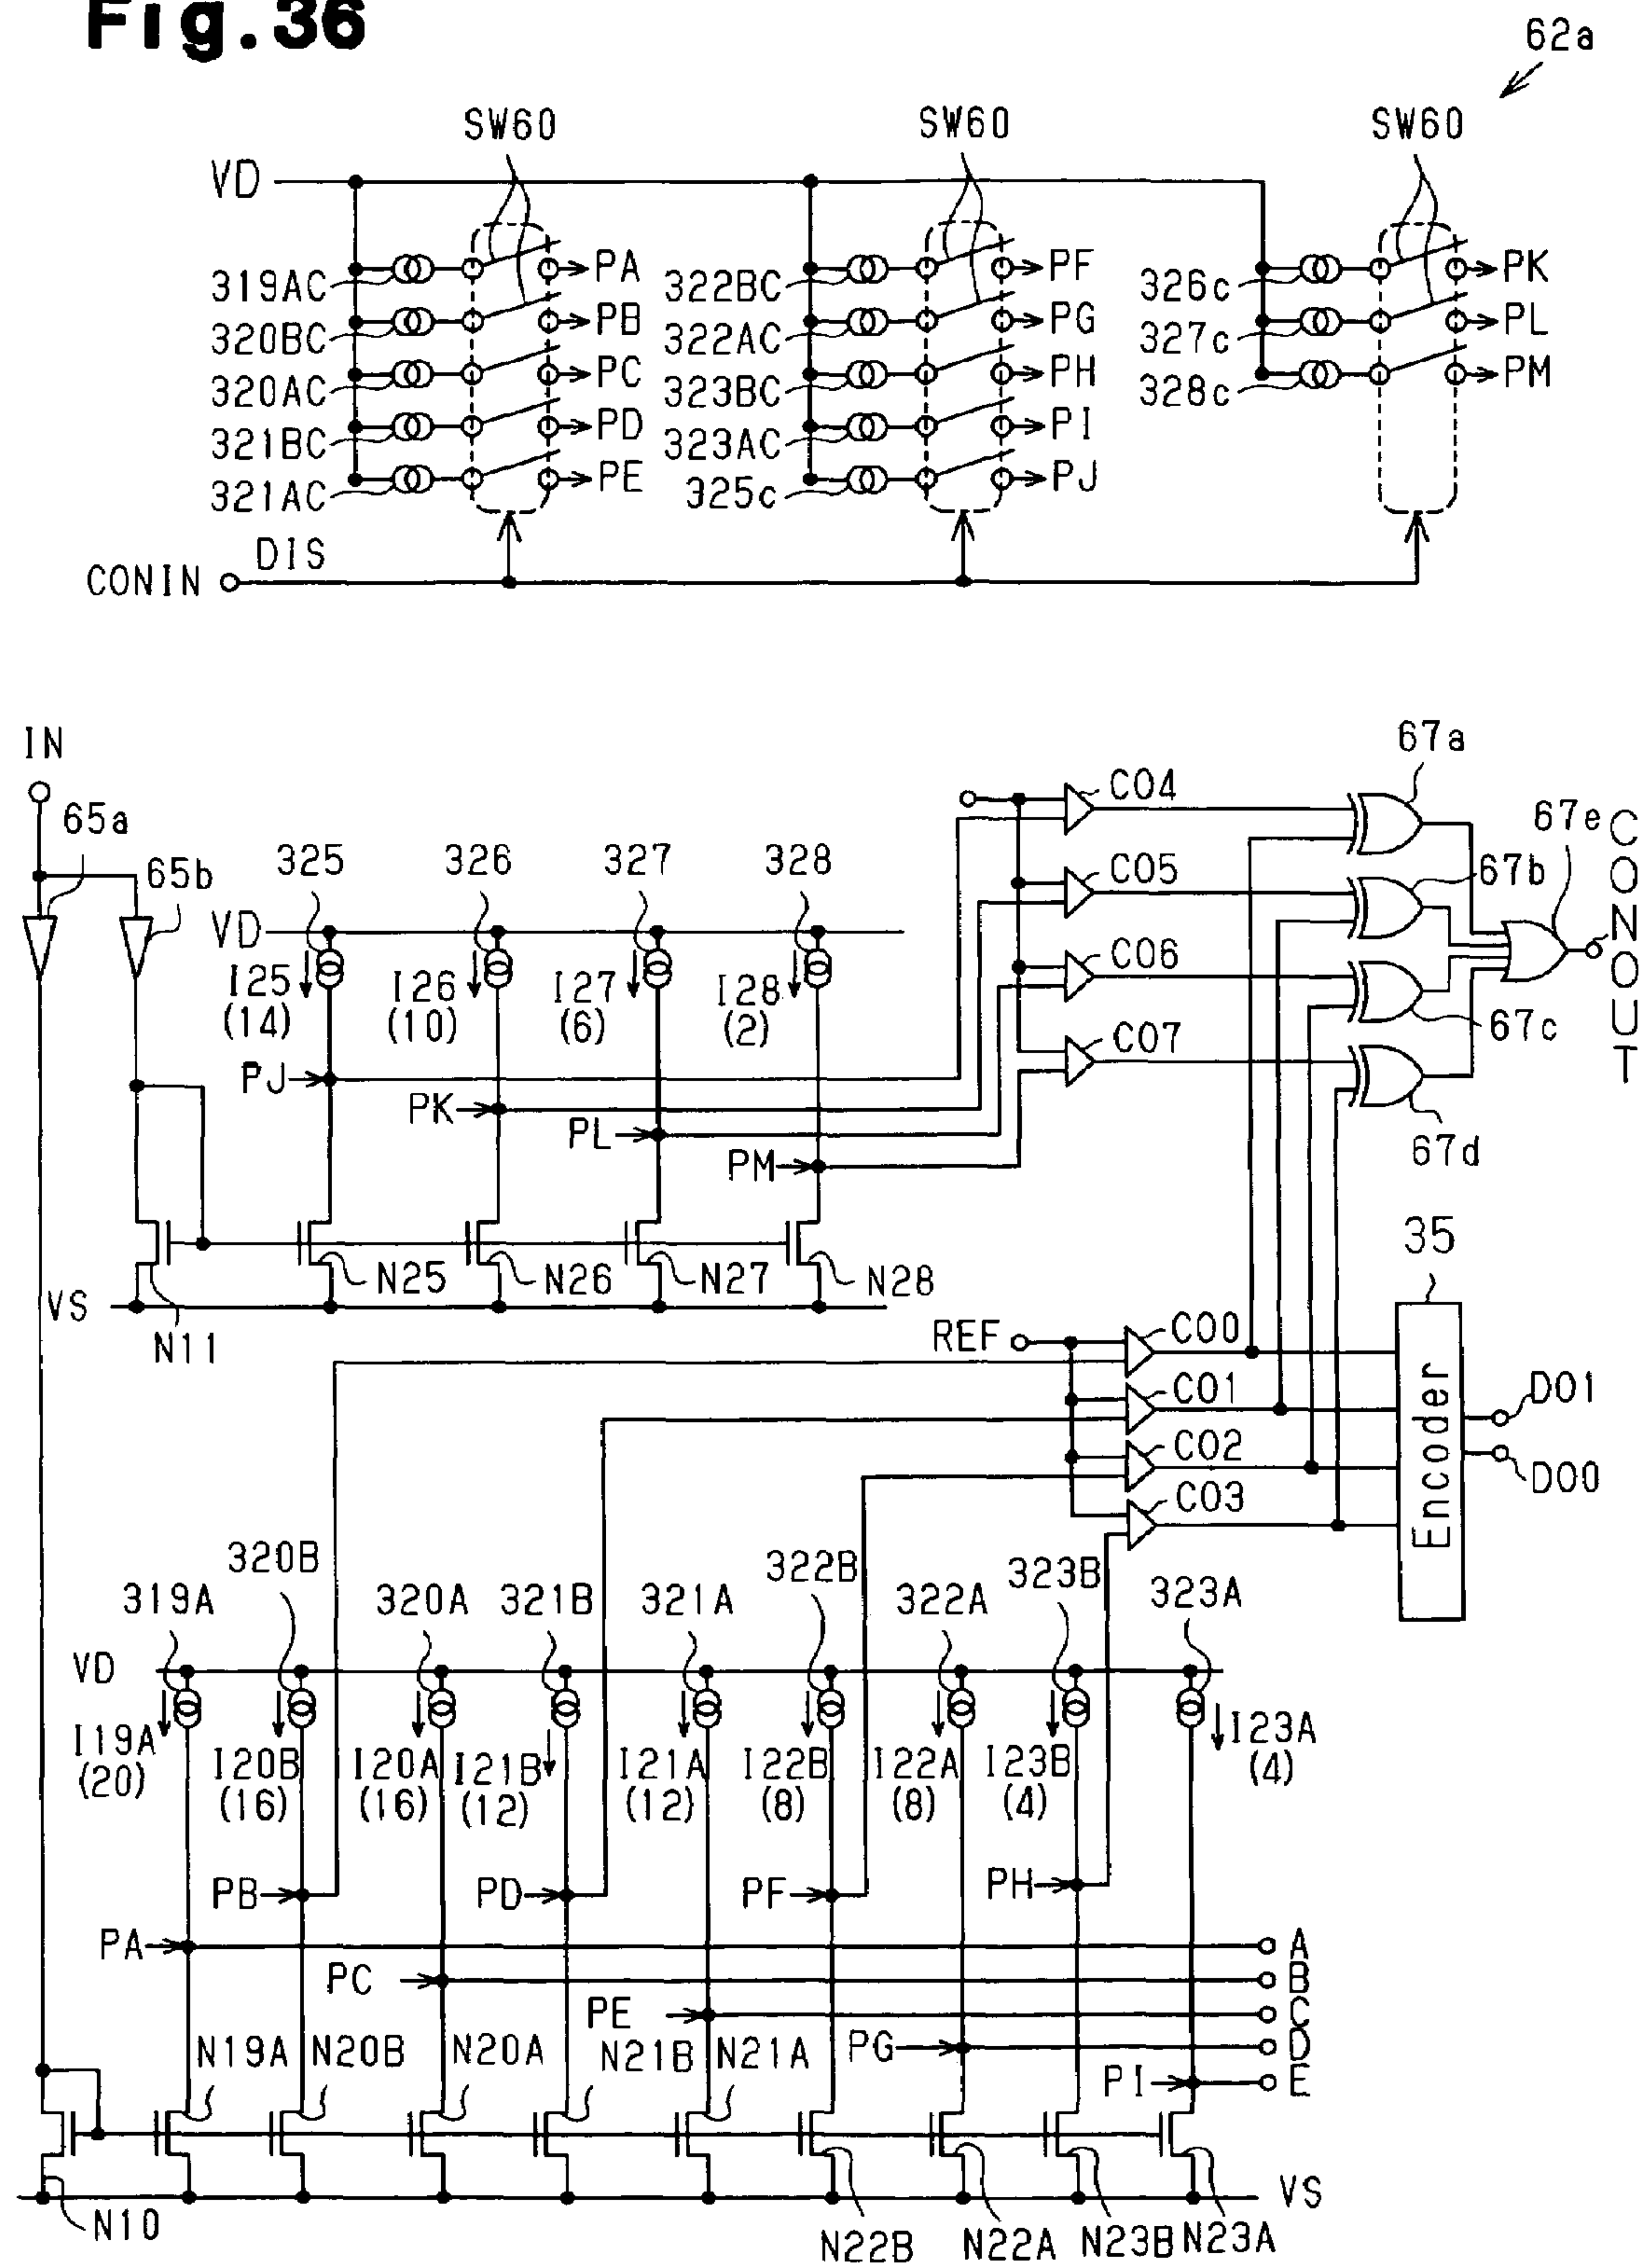 Fig.36
62a
SW60 SW60 SW60
VD
319AC PA 322BC PF 326c PK
320BC PB 322AC PG 327c PL
320AC PC 323BC PH 328c PM
321BC PD 323AC PI
321AC PE 325c PJ
DIS
CONIN
IN
65a
65b
325 326 327 328
VD
I25 (14)
I26 (10)
I27 (6)
I28 (2)
PJ
PK
PL
PM
N25 N26 N27 N28
VS
N11
CO4
CO5
CO6
CO7
67a
67b
67c
67d
67e
CONOUT
35
REF
CO0
CO1
CO2
CO3
Encoder
DO1
DO0
319A 320B 320A 321B 321A 322B 322A 323B 323A
VD
I19A (20)
I20B (16)
I20A (16)
I21B (12)
I21A (12)
I22B (8)
I22A (8)
I23B (4)
I23A (4)
PB PD PF PH
PA A
PC B
PE C
PG D
PI E
N19A N20B N20A N21B N21A
VS
N10
N22B N22A N23B N23A